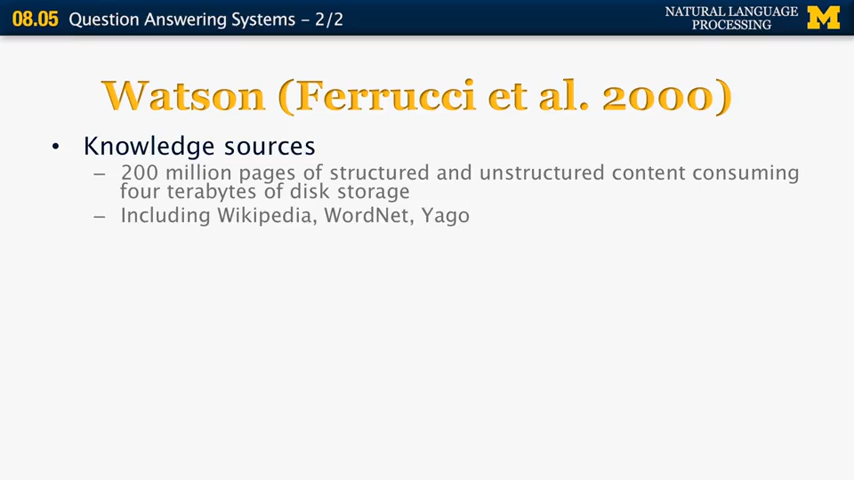 08.05 Question Answering Systems – 2/2
NATURAL LANGUAGE
PROCESSING
M
Watson (Ferrucci et al. 2000)
• Knowledge sources
– 200 million pages of structured and unstructured content consuming
four terabytes of disk storage
– Including Wikipedia, WordNet, Yago